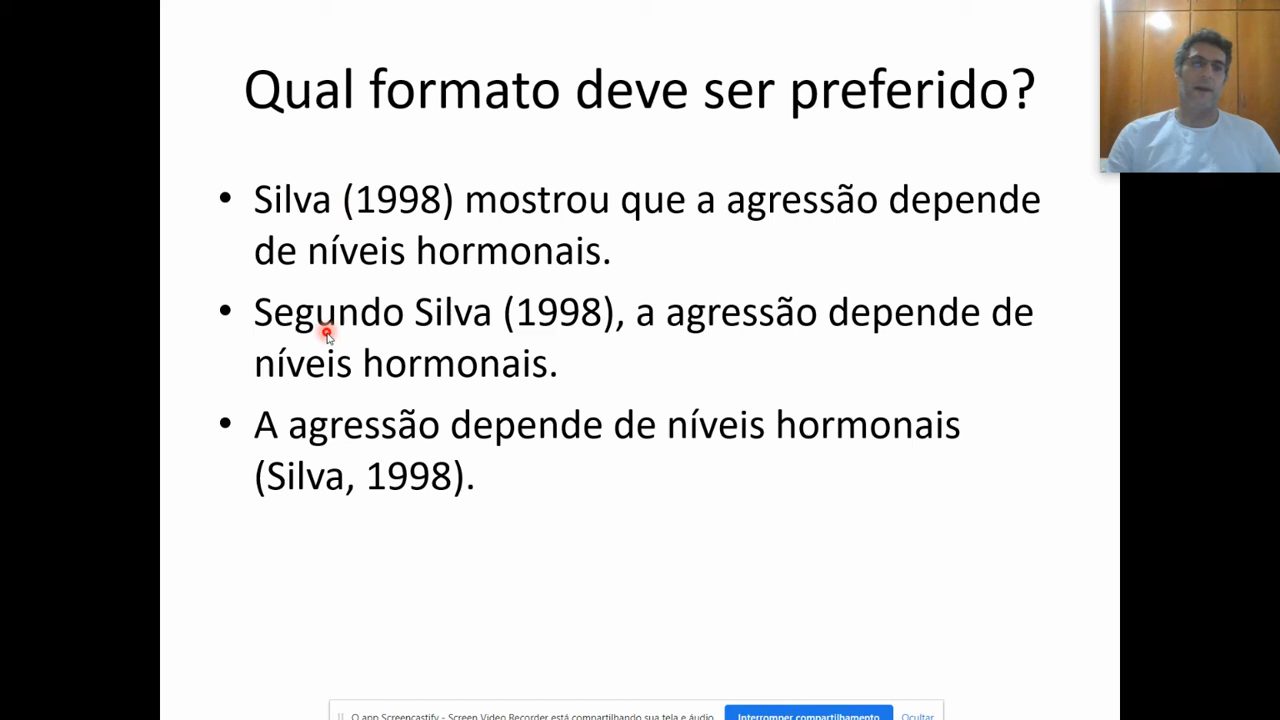 Qual formato deve ser preferido?
• Silva (1998) mostrou que a agressão depende
de níveis hormonais.
• Segundo Silva (1998), a agressão depende de
níveis hormonais.
• A agressão depende de níveis hormonais
(Silva, 1998).
O app Screencastify - Screen Video Recorder está compartilhando sua tela e áudio. Interromper compartilhamento Ocultar